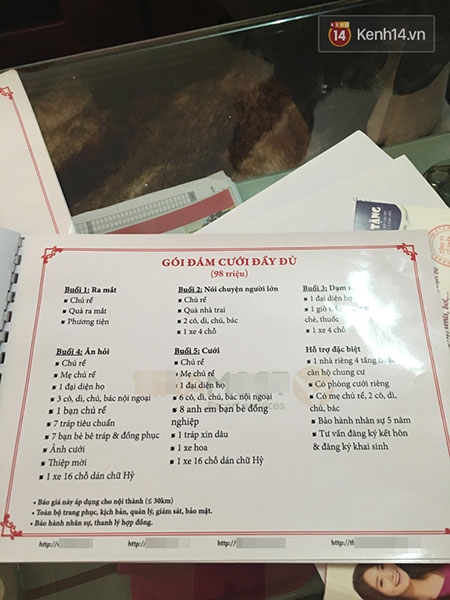 KENH 14
Kenh14.vn
TẶNG
GÓI ĐÁM CƯỚI ĐẦY ĐỦ
(98 triệu)
Buổi 1: Ra mắt
▪ Chú rể
▪ Quà ra mắt
▪ Phương tiện
Buổi 2: Nói chuyện người lớn
▪ Chú rể
▪ Quà nhà trai
▪ 2 cô, dì, chú, bác
▪ 1 xe 4 chỗ
Buổi 3: Dạm
▪ 1 đại diện họ
▪ 1 giỏ
chè, thuốc
▪ 1 xe 4 chỗ
Buổi 4: Ăn hỏi
▪ Chú rể
▪ Mẹ chú rể
▪ 1 đại diện họ
▪ 3 cô, dì, chú, bác nội ngoại
▪ 1 bạn chú rể
▪ 7 tráp tiêu chuẩn
▪ 7 bạn bê tráp & đồng phục
▪ Ảnh cưới
▪ Thiệp mời
▪ 1 xe 16 chỗ dán chữ Hỷ
Buổi 5: Cưới
▪ Chú rể
▪ Mẹ chú rể
▪ 1 đại diện họ
▪ 6 cô, dì, chú, bác nội ngoại
▪ 8 anh em bạn bè đồng
nghiệp
▪ 1 tráp xin dâu
▪ 1 xe hoa
▪ 1 xe 16 chỗ dán chữ Hỷ
Hỗ trợ đặc biệt
▪ 1 nhà riêng 4 tầng hoặc
căn hộ chung cư
▪ Có phòng cưới riêng
▪ Có mẹ chú rể, 2 cô, dì,
chú, bác
▪ Bảo hành nhân sự 5 năm
▪ Tư vấn đăng ký kết hôn
& đăng ký khai sinh
• Báo giá này áp dụng cho nội thành (≤ 30km)
• Toàn bộ trang phục, kịch bản, quản lý, giám sát, bảo mật.
• Bảo hành nhân sự, thanh lý hợp đồng.
http://
http://
http://